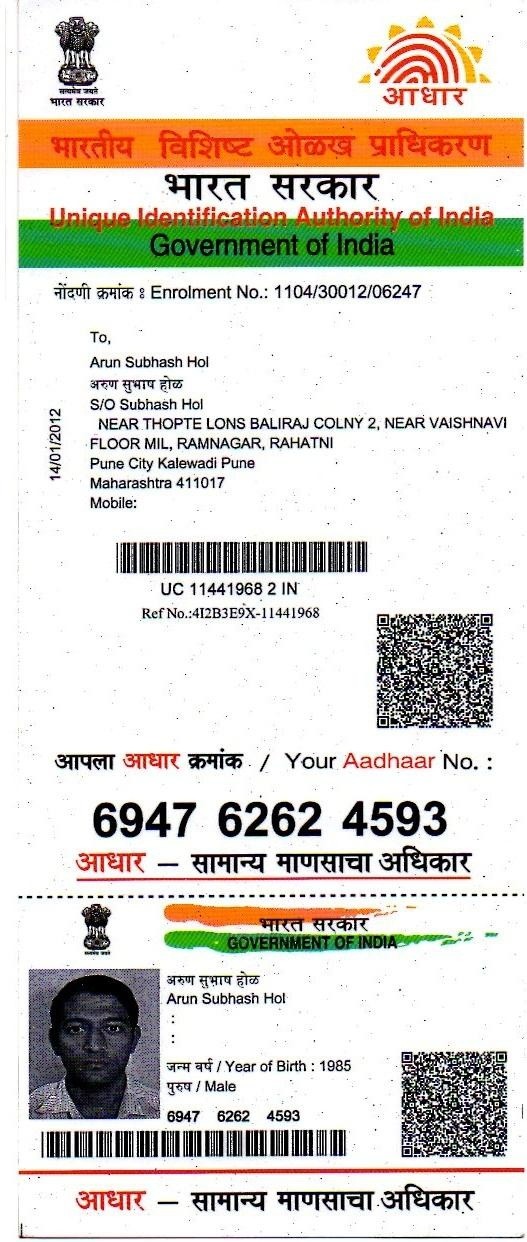 सत्यमेव जयते
भारत सरकार
आधार
भारतीय विशिष्ट ओळख प्राधिकरण
भारत सरकार
Unique Identification Authority of India
Government of India
नोंदणी क्रमांक : Enrolment No.: 1104/30012/06247
To,
Arun Subhash Hol
अरुण सुभाष होळ
S/O Subhash Hol
NEAR THOPTE LONS BALIRAJ COLNY 2, NEAR VAISHNAVI
FLOOR MIL, RAMNAGAR, RAHATNI
Pune City Kalewadi Pune
Maharashtra 411017
Mobile:
14/01/2012
UC 11441968 2 IN
Ref No.:4I2B3E9X-11441968
आपला आधार क्रमांक / Your Aadhaar No. :
6947 6262 4593
आधार — सामान्य माणसाचा अधिकार
सत्यमेव जयते
भारत सरकार
GOVERNMENT OF INDIA
अरुण सुभाष होळ
Arun Subhash Hol
:
:
जन्म वर्ष / Year of Birth : 1985
पुरुष / Male
6947 6262 4593
आधार — सामान्य माणसाचा अधिकार